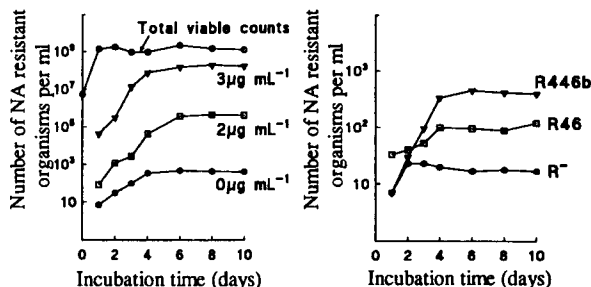 Number of NA resistant
organisms per ml
10⁹
10⁷
10⁵
10³
10
Total viable counts
3µg mL⁻¹
2µg mL⁻¹
0µg mL⁻¹
0 2 4 6 8 10
Incubation time (days)
Number of NA resistant
organisms per ml
10³
10²
10
R446b
R46
R⁻
0 2 4 6 8 10
Incubation time (days)